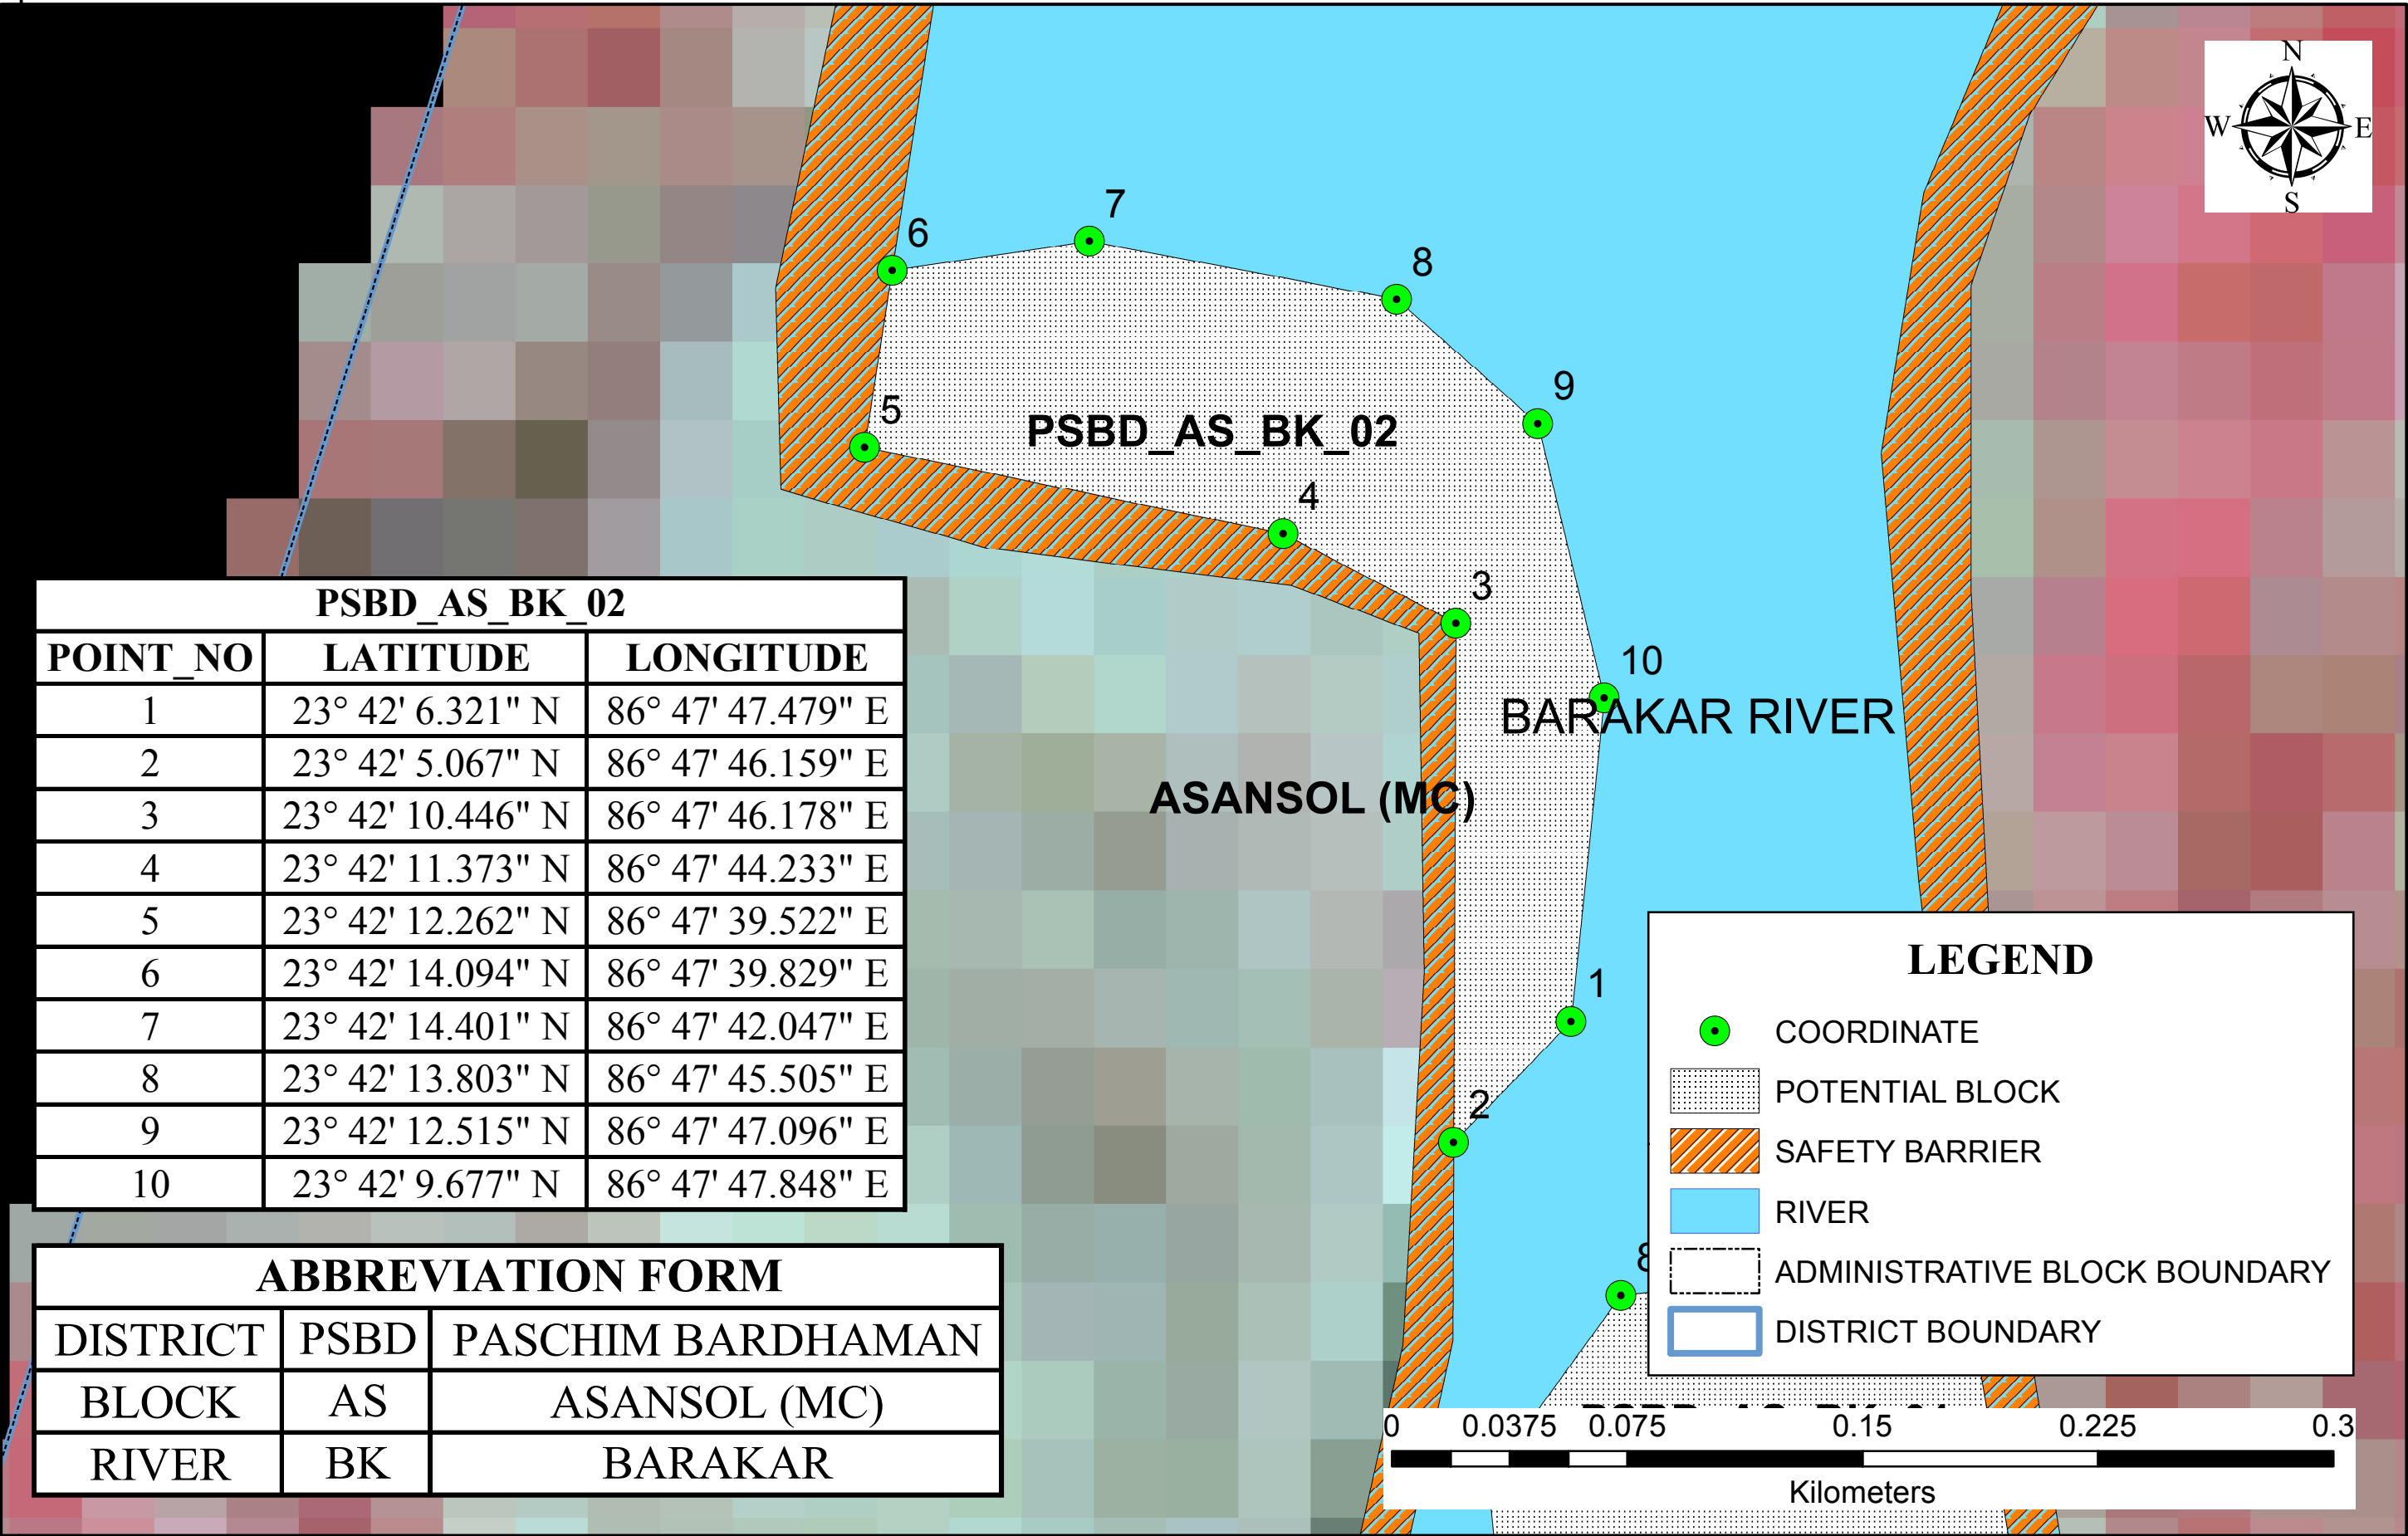 N
W E
S
7
6
8
9
5
PSBD_AS_BK_02
4
3
10
BARAKAR RIVER
ASANSOL (MC)
1
2
PSBD_AS_BK_02
POINT_NO LATITUDE LONGITUDE
1 23° 42' 6.321" N 86° 47' 47.479" E
2 23° 42' 5.067" N 86° 47' 46.159" E
3 23° 42' 10.446" N 86° 47' 46.178" E
4 23° 42' 11.373" N 86° 47' 44.233" E
5 23° 42' 12.262" N 86° 47' 39.522" E
6 23° 42' 14.094" N 86° 47' 39.829" E
7 23° 42' 14.401" N 86° 47' 42.047" E
8 23° 42' 13.803" N 86° 47' 45.505" E
9 23° 42' 12.515" N 86° 47' 47.096" E
10 23° 42' 9.677" N 86° 47' 47.848" E
ABBREVIATION FORM
DISTRICT PSBD PASCHIM BARDHAMAN
BLOCK AS ASANSOL (MC)
RIVER BK BARAKAR
LEGEND
COORDINATE
POTENTIAL BLOCK
SAFETY BARRIER
RIVER
ADMINISTRATIVE BLOCK BOUNDARY
DISTRICT BOUNDARY
8
0 0.0375 0.075 0.15 0.225 0.3
Kilometers